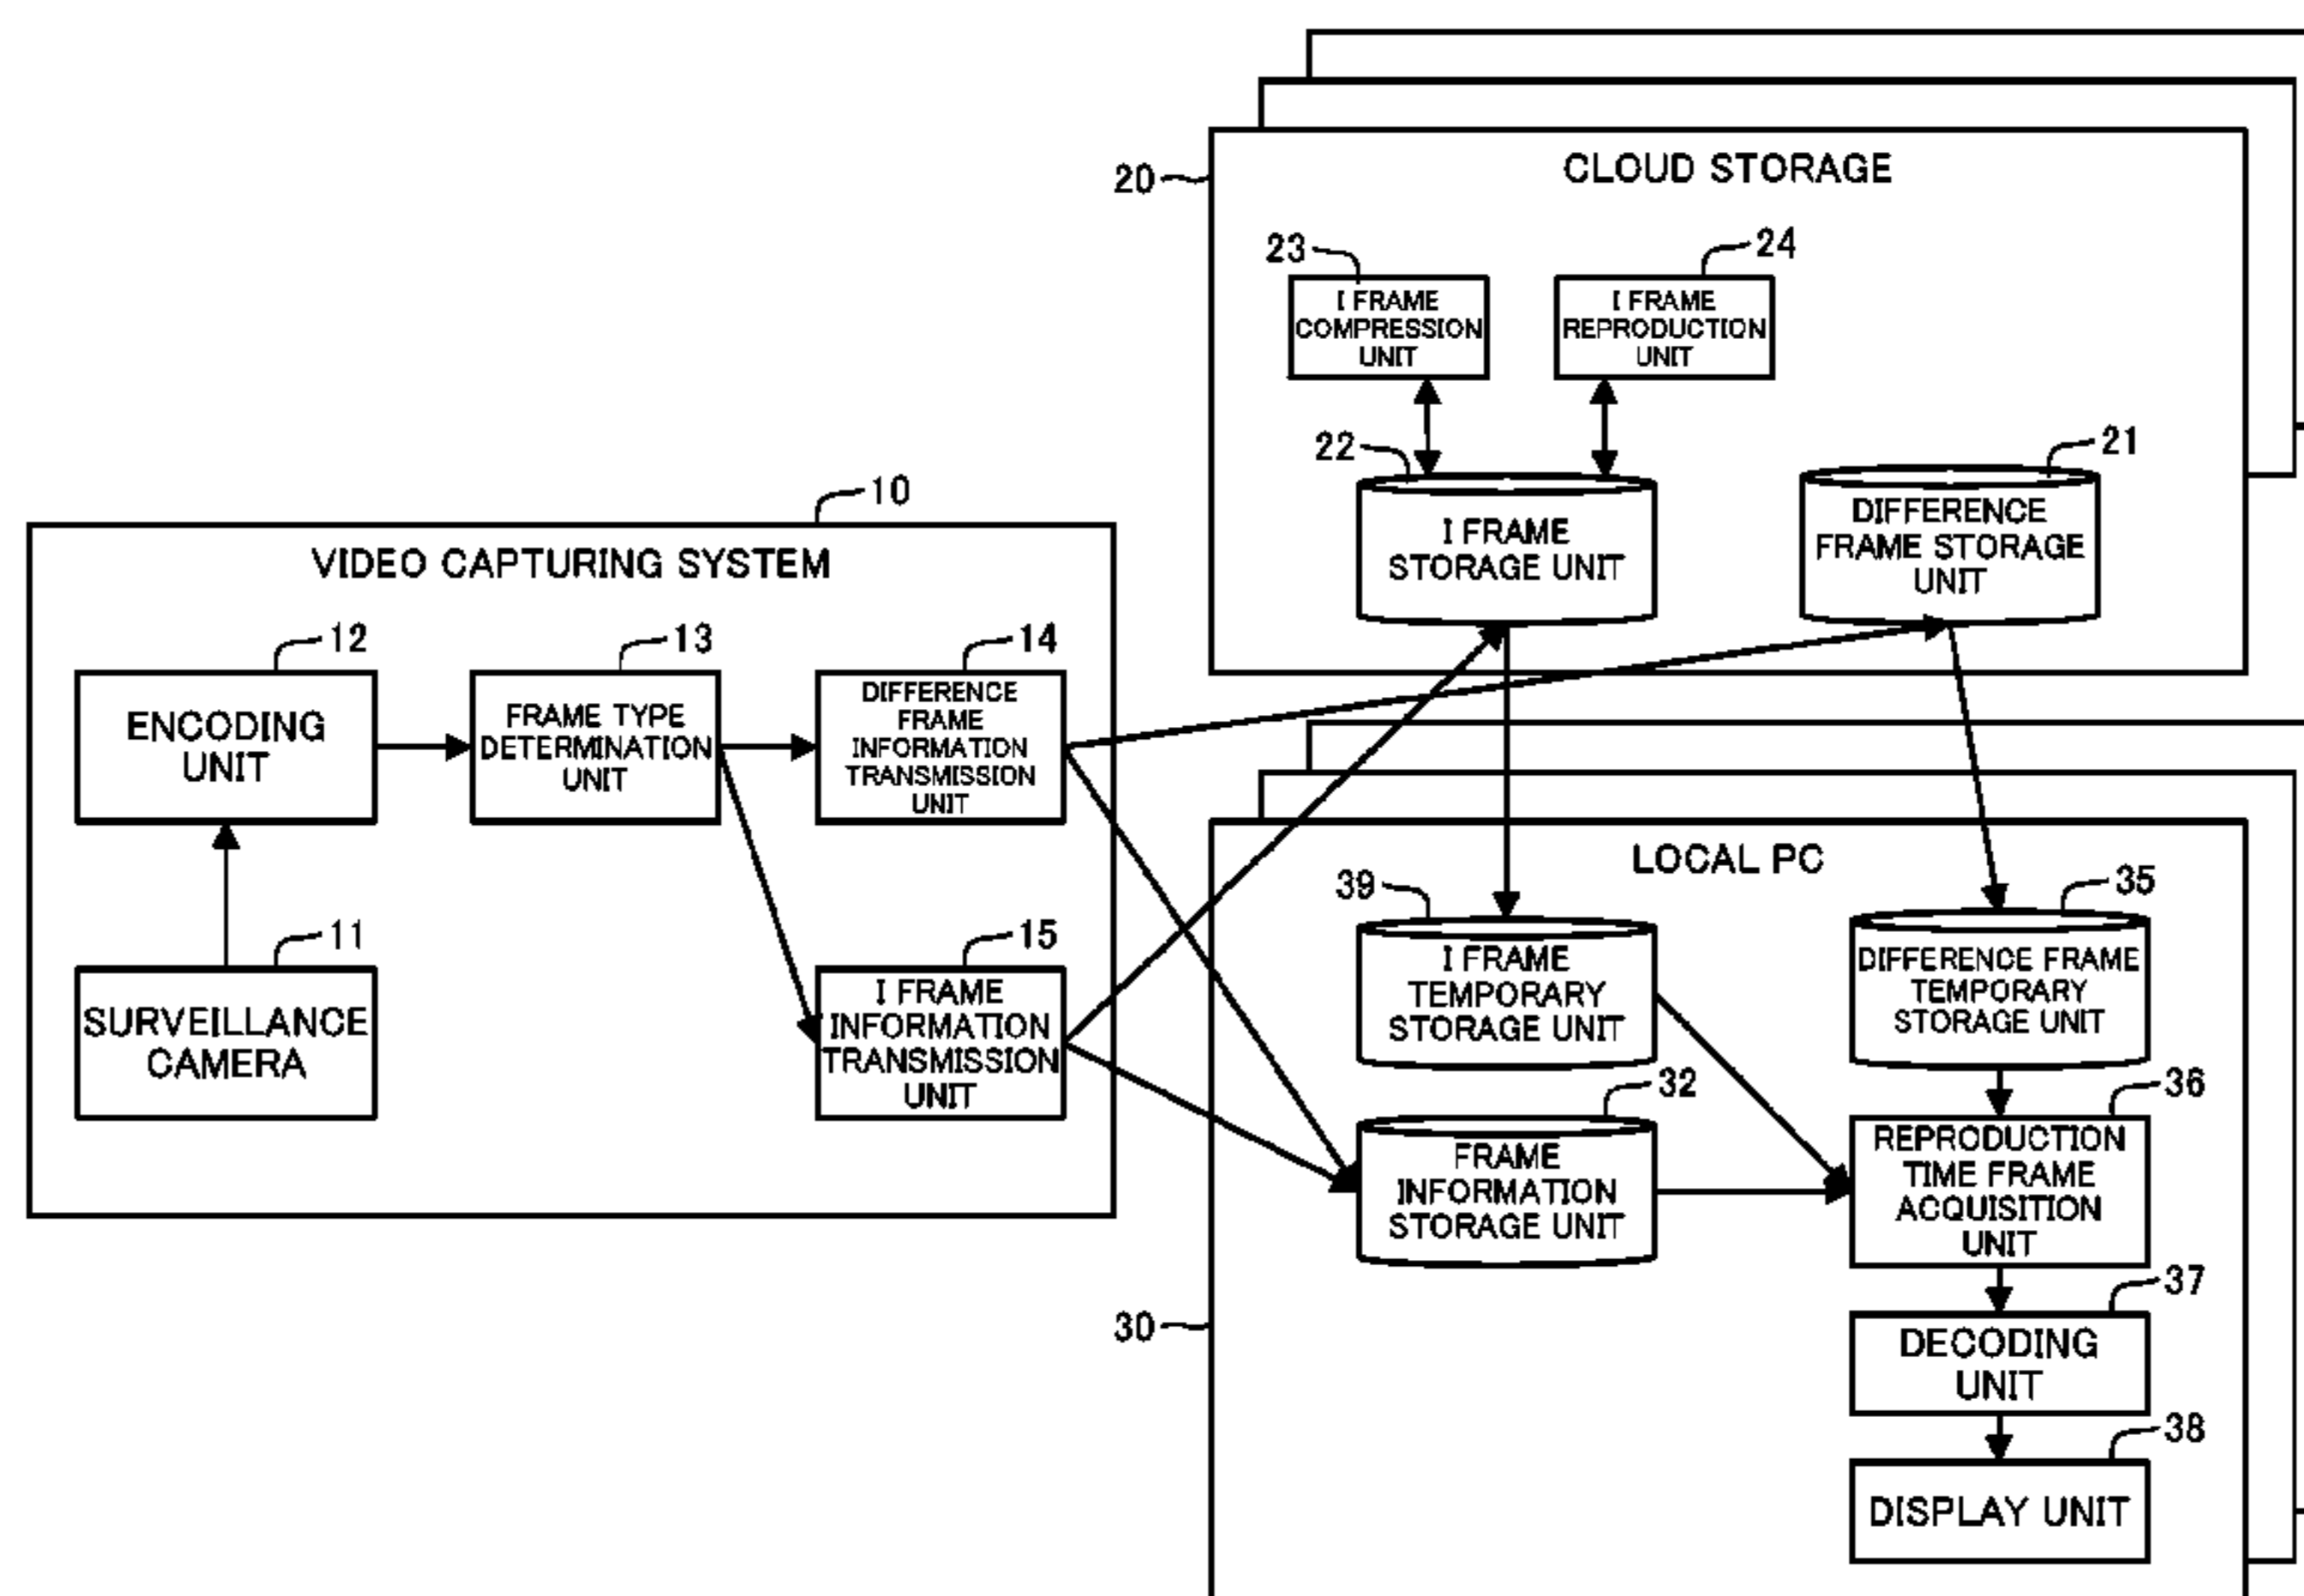 20
CLOUD STORAGE
23
24
I FRAME
COMPRESSION
UNIT
I FRAME
REPRODUCTION
UNIT
22
21
I FRAME
STORAGE UNIT
DIFFERENCE
FRAME STORAGE
UNIT
10
VIDEO CAPTURING SYSTEM
12
13
14
ENCODING
UNIT
FRAME TYPE
DETERMINATION
UNIT
DIFFERENCE
FRAME
INFORMATION
TRANSMISSION
UNIT
11
15
SURVEILLANCE
CAMERA
I FRAME
INFORMATION
TRANSMISSION
UNIT
LOCAL PC
39
35
I FRAME
TEMPORARY
STORAGE UNIT
DIFFERENCE FRAME
TEMPORARY
STORAGE UNIT
32
36
FRAME
INFORMATION
STORAGE UNIT
REPRODUCTION
TIME FRAME
ACQUISITION
UNIT
30
37
DECODING
UNIT
38
DISPLAY UNIT